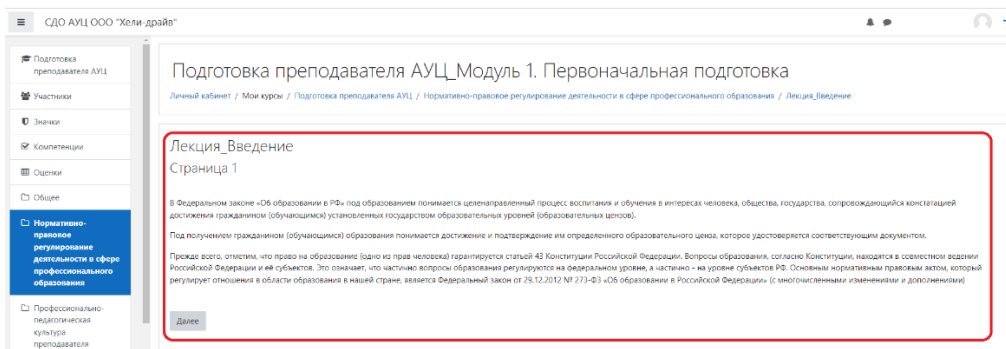 СДО АУЦ ООО "Хели-драйв"
Подготовка
преподавателя АУЦ
Участники
Значки
Компетенции
Оценки
Общее
Нормативно-
правовое
регулирование
деятельности в сфере
профессионального
образования
Профессионально-
педагогическая
культура
преподавателя
Подготовка преподавателя АУЦ_Модуль 1. Первоначальная подготовка
Личный кабинет / Мои курсы / Подготовка преподавателя АУЦ / Нормативно-правовое регулирование деятельности в сфере профессионального образования / Лекция_Введение
Лекция_Введение
Страница 1
В Федеральном законе «Об образовании в РФ» под образованием понимается целенаправленный процесс воспитания и обучения в интересах человека, общества, государства, сопровождающийся констатацией
достижения гражданином (обучающимся) установленных государством образовательных уровней (образовательных цензов).
Под получением гражданином (обучающимся) образования понимается достижение и подтверждение им определенного образовательного ценза, которое удостоверяется соответствующим документом.
Прежде всего, отметим, что право на образование (одно из прав человека) гарантируется статьей 43 Конституции Российской Федерации. Вопросы образования, согласно Конституции, находятся в совместном ведении
Российской Федерации и её субъектов. Это означает, что частично вопросы образования регулируются на федеральном уровне, а частично - на уровне субъектов РФ. Основным нормативным правовым актом, который
регулирует отношения в области образования в нашей стране, является Федеральный закон от 29.12.2012 № 273-ФЗ «Об образовании в Российской Федерации» (с многочисленными изменениями и дополнениями)
Далее